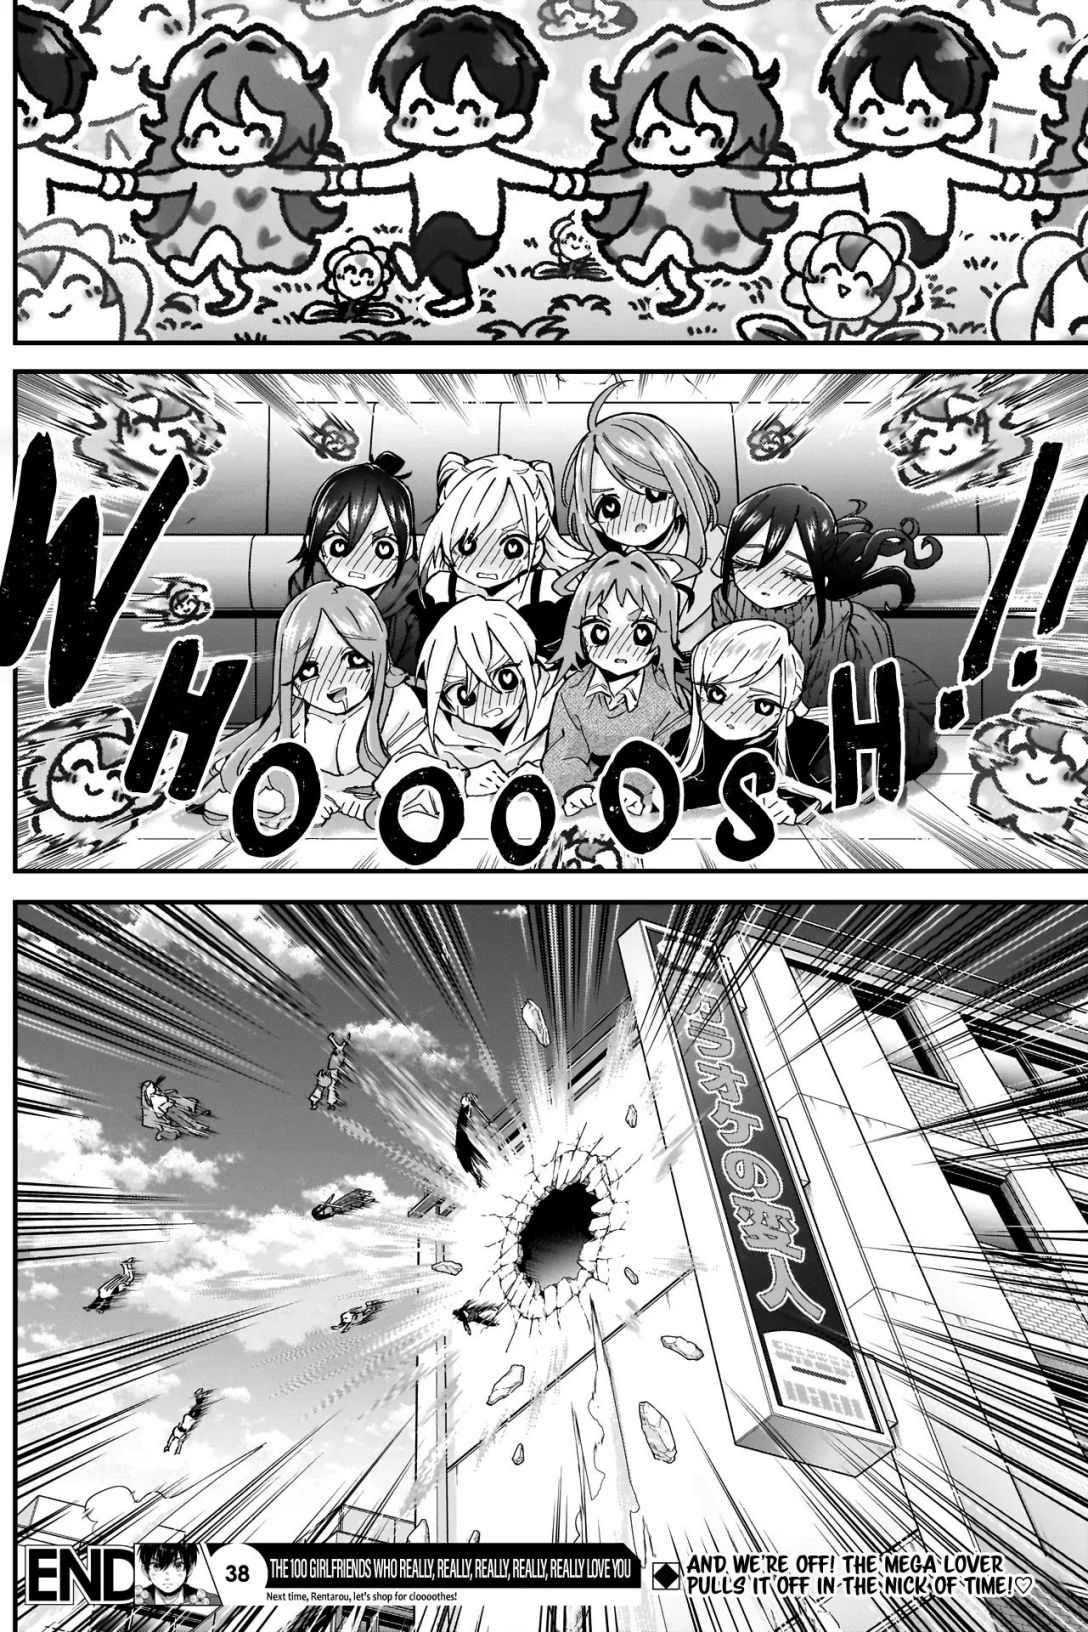 WHOOOOSH!!
カラオケの亜人
END
38
THE 100 GIRLFRIENDS WHO REALLY, REALLY, REALLY, REALLY, REALLY LOVE YOU
Next time, Rentarou, let's shop for cloooothes!
AND WE'RE OFF! THE MEGA LOVER
PULLS IT OFF IN THE NICK OF TIME!♡